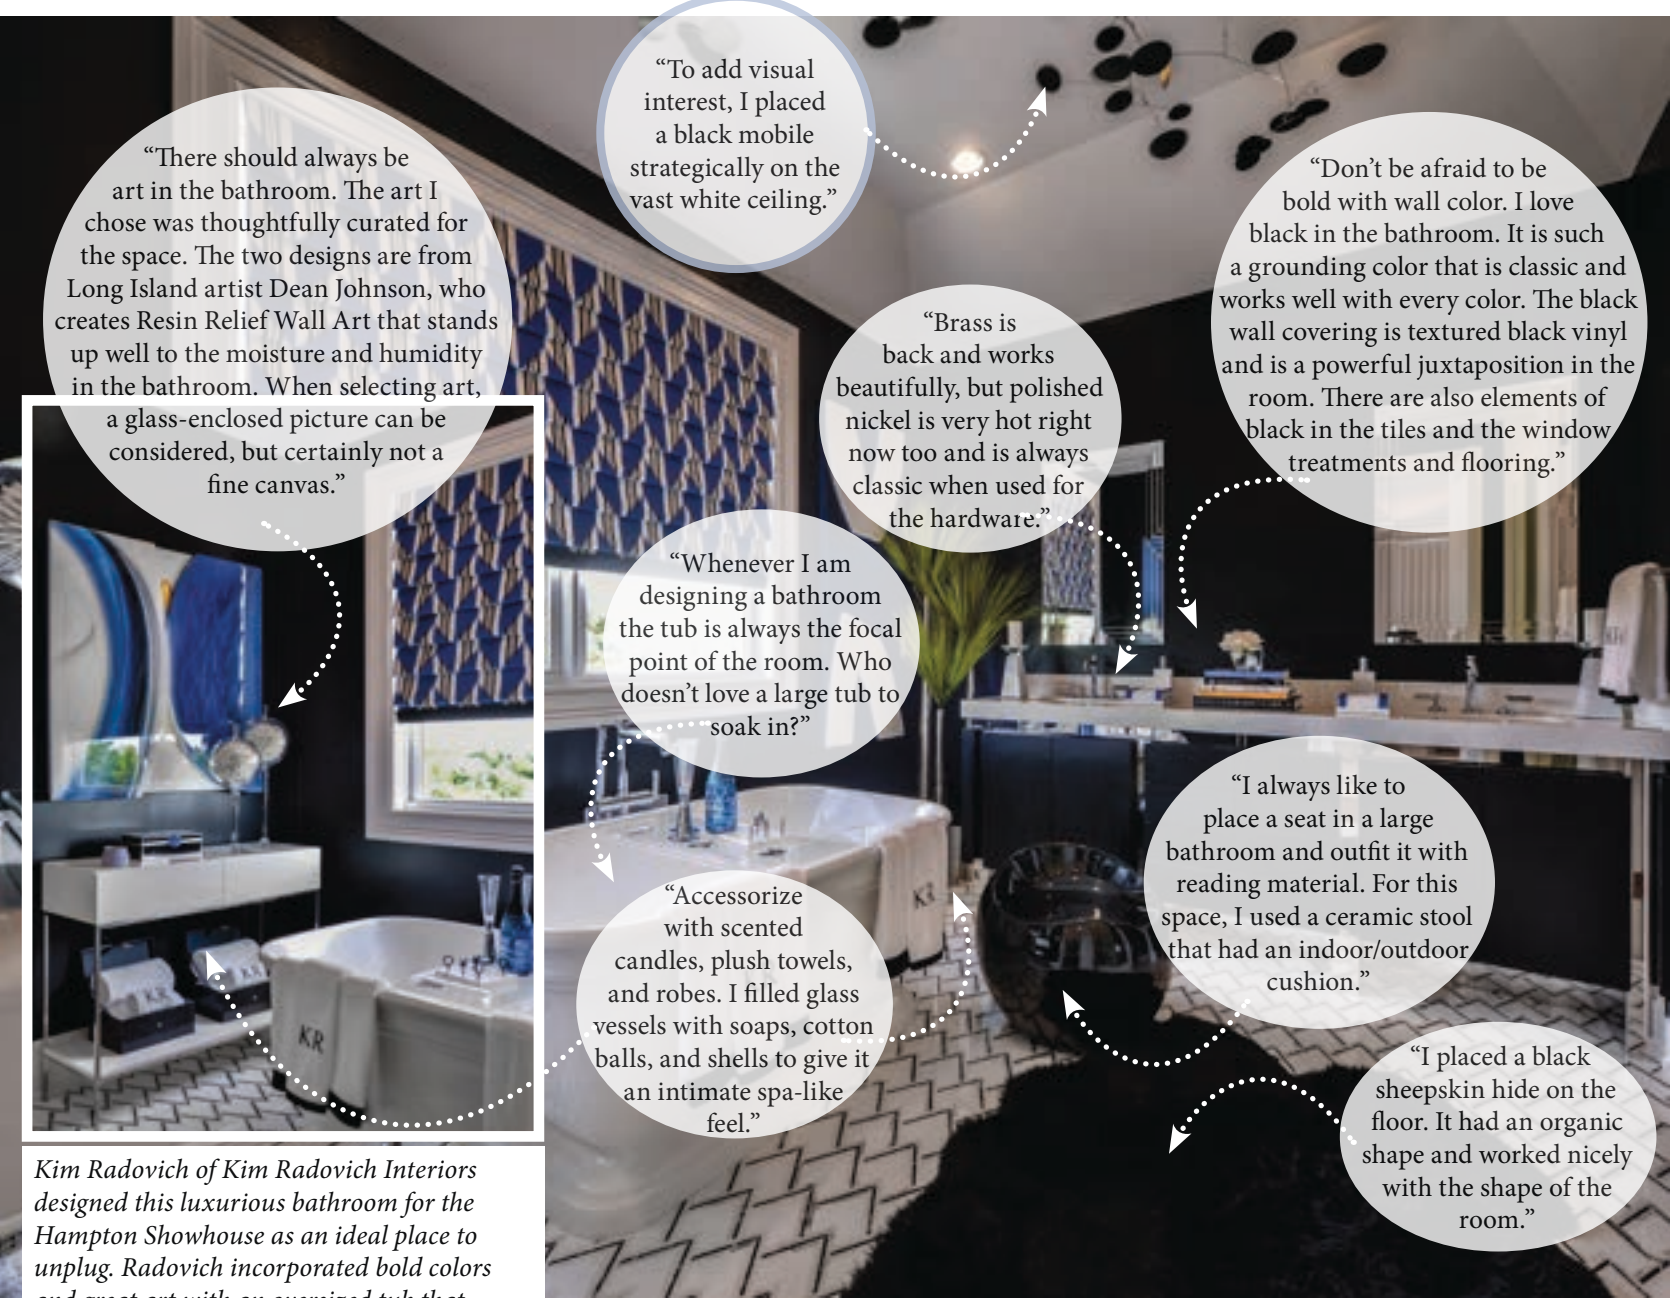 “To add visual
interest, I placed
a black mobile
strategically on the
vast white ceiling.”
“There should always be
art in the bathroom. The art I
chose was thoughtfully curated for
the space. The two designs are from
Long Island artist Dean Johnson, who
creates Resin Relief Wall Art that stands
up well to the moisture and humidity
in the bathroom. When selecting art,
a glass-enclosed picture can be
considered, but certainly not a
fine canvas.”
“Don’t be afraid to be
bold with wall color. I love
black in the bathroom. It is such
a grounding color that is classic and
works well with every color. The black
wall covering is textured black vinyl
and is a powerful juxtaposition in the
room. There are also elements of
black in the tiles and the window
treatments and flooring.”
“Brass is
back and works
beautifully, but polished
nickel is very hot right
now too and is always
classic when used for
the hardware.”
“Whenever I am
designing a bathroom
the tub is always the focal
point of the room. Who
doesn’t love a large tub to
soak in?”
“I always like to
place a seat in a large
bathroom and outfit it with
reading material. For this
space, I used a ceramic stool
that had an indoor/outdoor
cushion.”
“Accessorize
with scented
candles, plush towels,
and robes. I filled glass
vessels with soaps, cotton
balls, and shells to give it
an intimate spa-like
feel.”
“I placed a black
sheepskin hide on the
floor. It had an organic
shape and worked nicely
with the shape of the
room.”
KR
KR
KR
KR
Kim Radovich of Kim Radovich Interiors
designed this luxurious bathroom for the
Hampton Showhouse as an ideal place to
unplug. Radovich incorporated bold colors
and great art with an oversized tub that